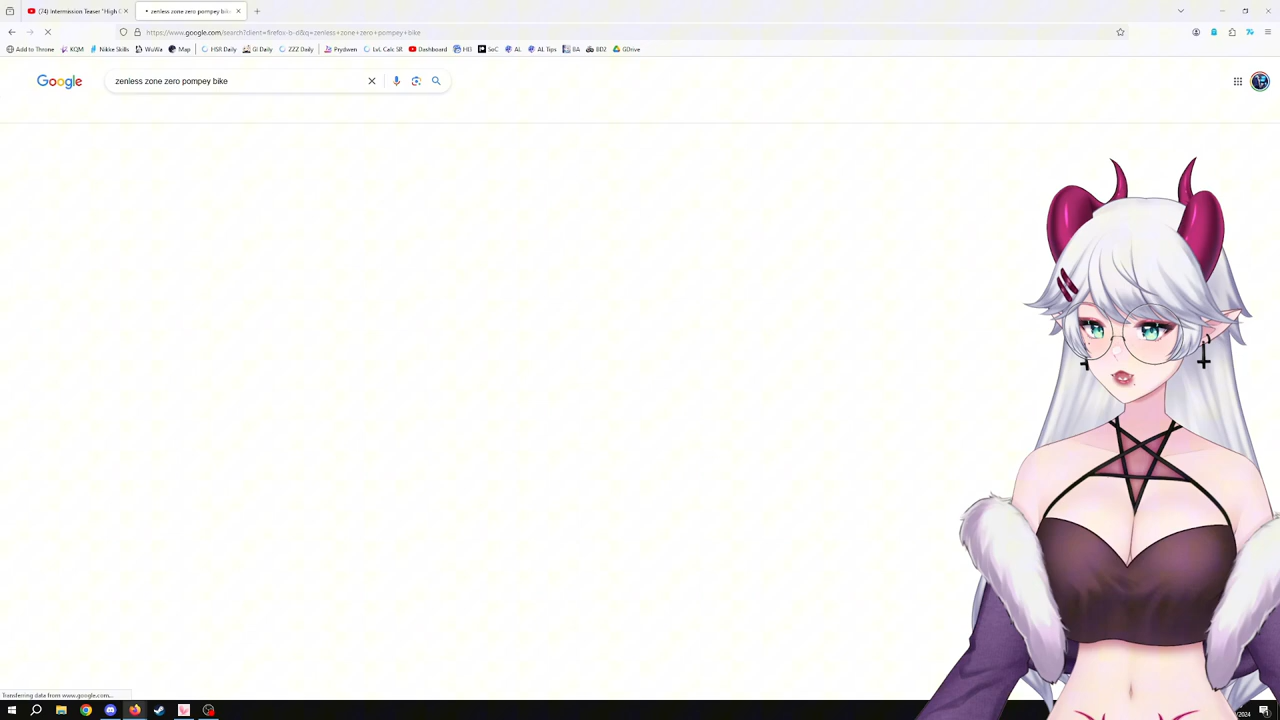 (74) Intermission Teaser "High C
zenless zone zero pompey bik
https://www.google.com/search?client=firefox-b-d&q=zenless+zone+zero+pompey+bike
Add to Throne
KQM
Nikke Skills
WuWa
Map
HSR Daily
GI Daily
ZZZ Daily
Prydwen
LvL Calc SR
Dashboard
HEI
SoC
AL
AL Tips
BA
BD2
GDrive
Google
zenless zone zero pompey bike
Transferring data from www.google.com...
/2024